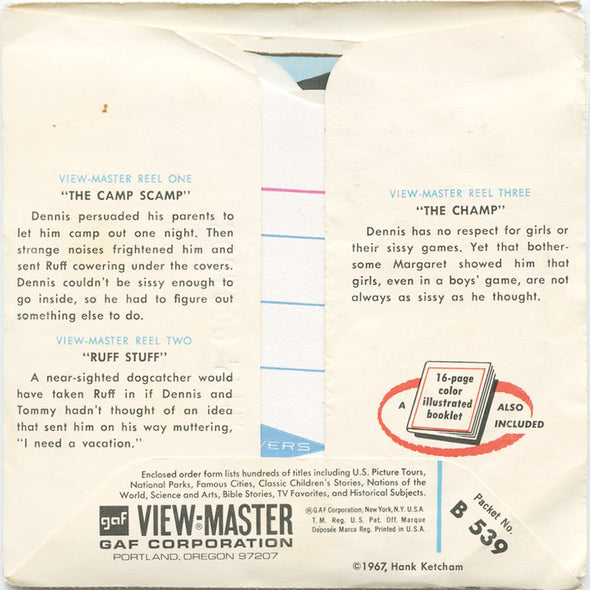 VIEW-MASTER REEL ONE
"THE CAMP SCAMP"
Dennis persuaded his parents to
let him camp out one night. Then
strange noises frightened him and
sent Ruff cowering under the covers.
Dennis couldn't be sissy enough to
go inside, so he had to figure out
something else to do.
VIEW-MASTER REEL TWO
"RUFF STUFF"
A near-sighted dogcatcher would
have taken Ruff in if Dennis and
Tommy hadn't thought of an idea
that sent him on his way muttering,
"I need a vacation."
VIEW-MASTER REEL THREE
"THE CHAMP"
Dennis has no respect for girls or
their sissy games. Yet that bother-
some Margaret showed him that
girls, even in a boys' game, are not
always as sissy as he thought.
16-page
color
illustrated
booklet
A
ALSO
INCLUDED
VERS
Enclosed order form lists hundreds of titles including U.S. Picture Tours,
National Parks, Famous Cities, Classic Children's Stories, Nations of the
World, Science and Arts, Bible Stories, TV Favorites, and Historical Subjects.
gaf VIEW-MASTER®
GAF CORPORATION
PORTLAND, OREGON 97207
GAF Corporation, New York, N.Y. U.S.A.
T. M. Reg. U. S. Pat. Off. Marque
Déposée Marca Reg. Printed in U.S.A.
Packet No.
B 539
©1967, Hank Ketcham